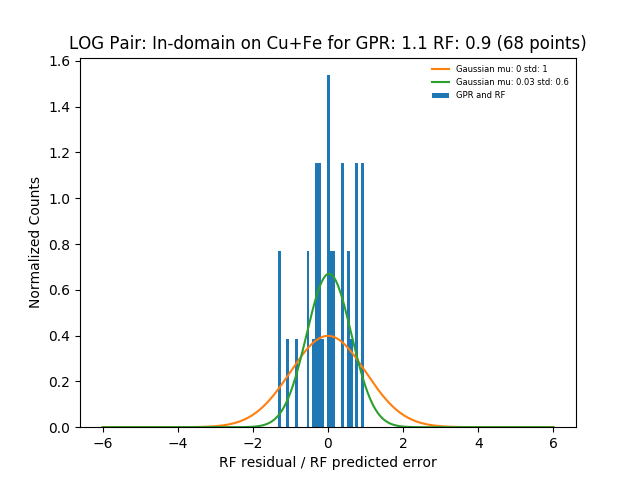 LOG Pair: In-domain on Cu+Fe for GPR: 1.1 RF: 0.9 (68 points)
Gaussian mu: 0 std: 1
Gaussian mu: 0.03 std: 0.6
GPR and RF
Normalized Counts
1.6
1.4
1.2
1.0
0.8
0.6
0.4
0.2
0.0
−6 −4 −2 0 2 4 6
RF residual / RF predicted error